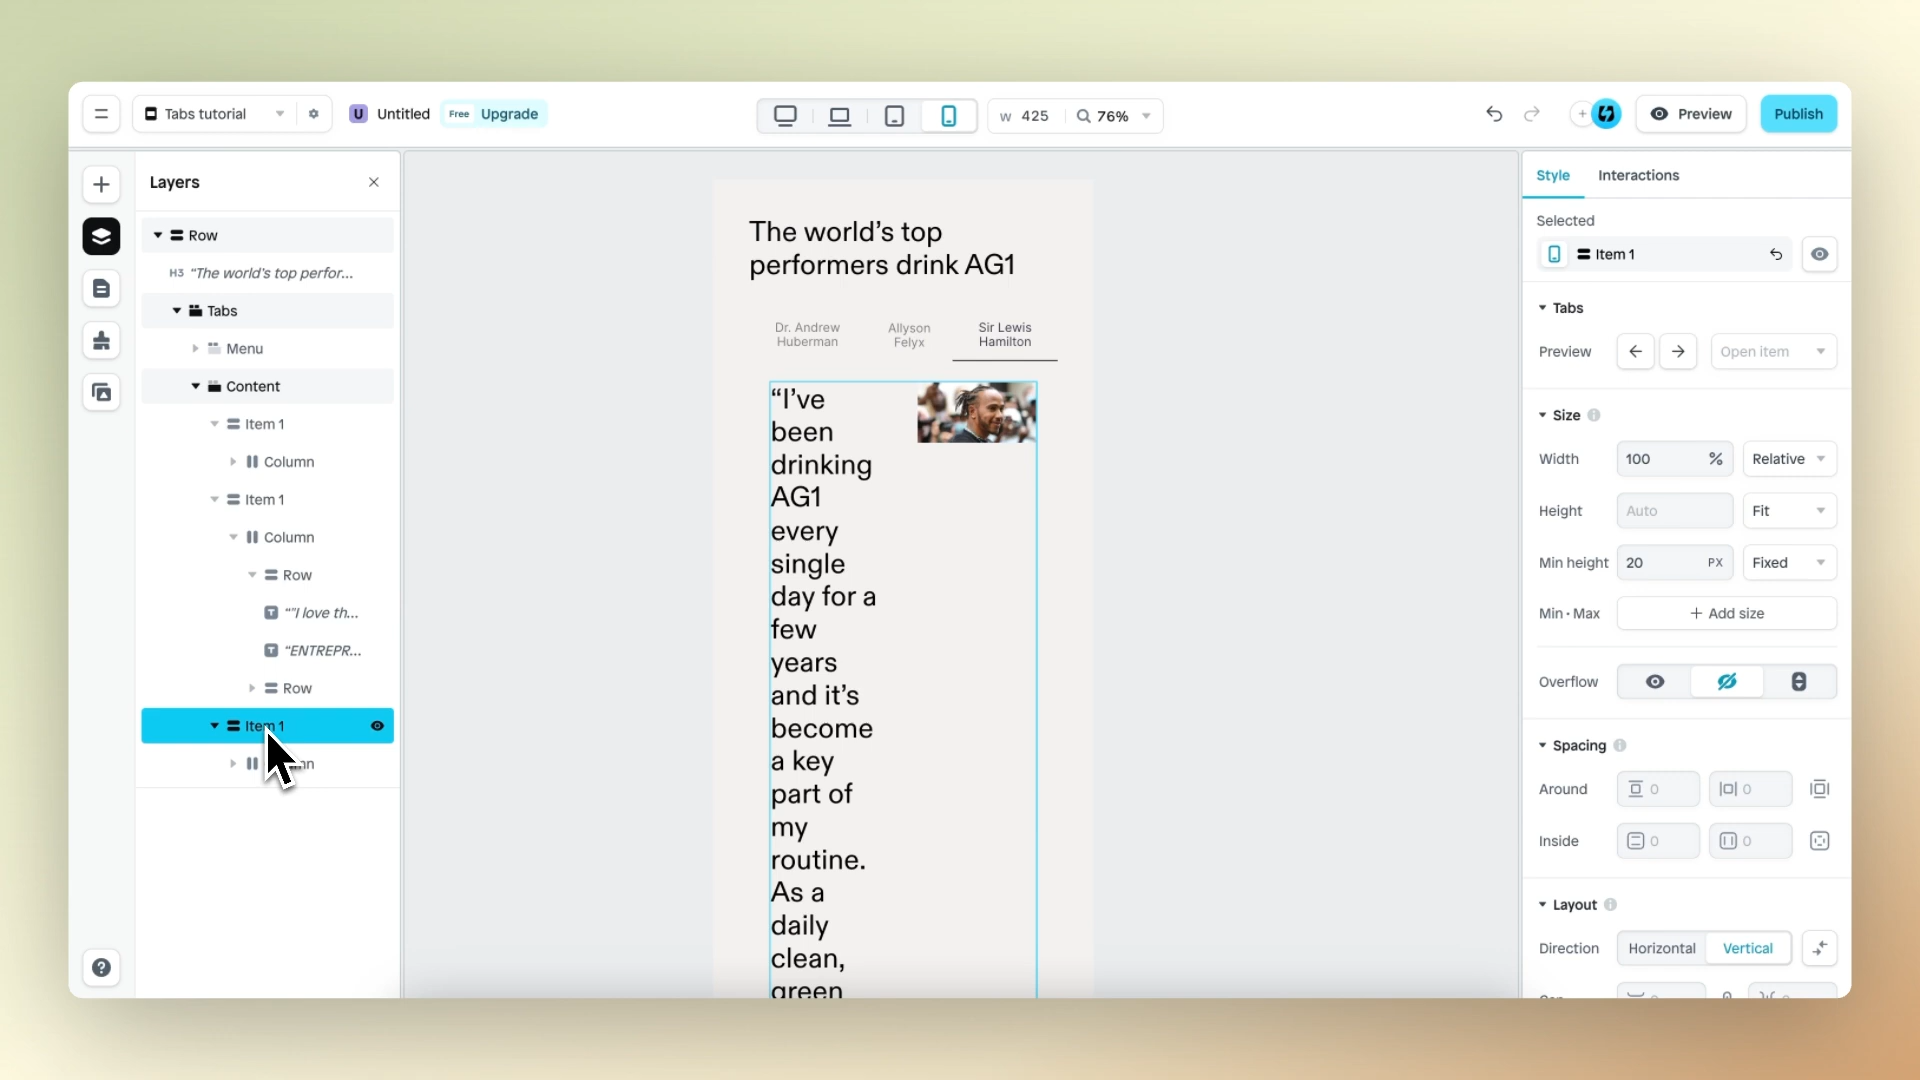 Tabs tutorial
U Untitled
Free Upgrade
W 425
76%
Preview
Publish
Layers
Row
H3 “The world’s top perfor...
Tabs
Menu
Content
Item 1
Column
Item 1
Column
Row
T “"I love th...
T “ENTREPR...
Row
Item 1
The world’s top
performers drink AG1
Dr. Andrew
Huberman
Allyson
Felyx
Sir Lewis
Hamilton
“I’ve
been
drinking
AG1
every
single
day for a
few
years
and it’s
become
a key
part of
my
routine.
As a
daily
clean,
green
Style
Interactions
Selected
Item 1
Tabs
Preview
Open item
Size
Width
100 %
Relative
Height
Auto
Fit
Min height
20 PX
Fixed
Min · Max
+ Add size
Overflow
Spacing
Around
0
0
Inside
0
0
Layout
Direction
Horizontal
Vertical